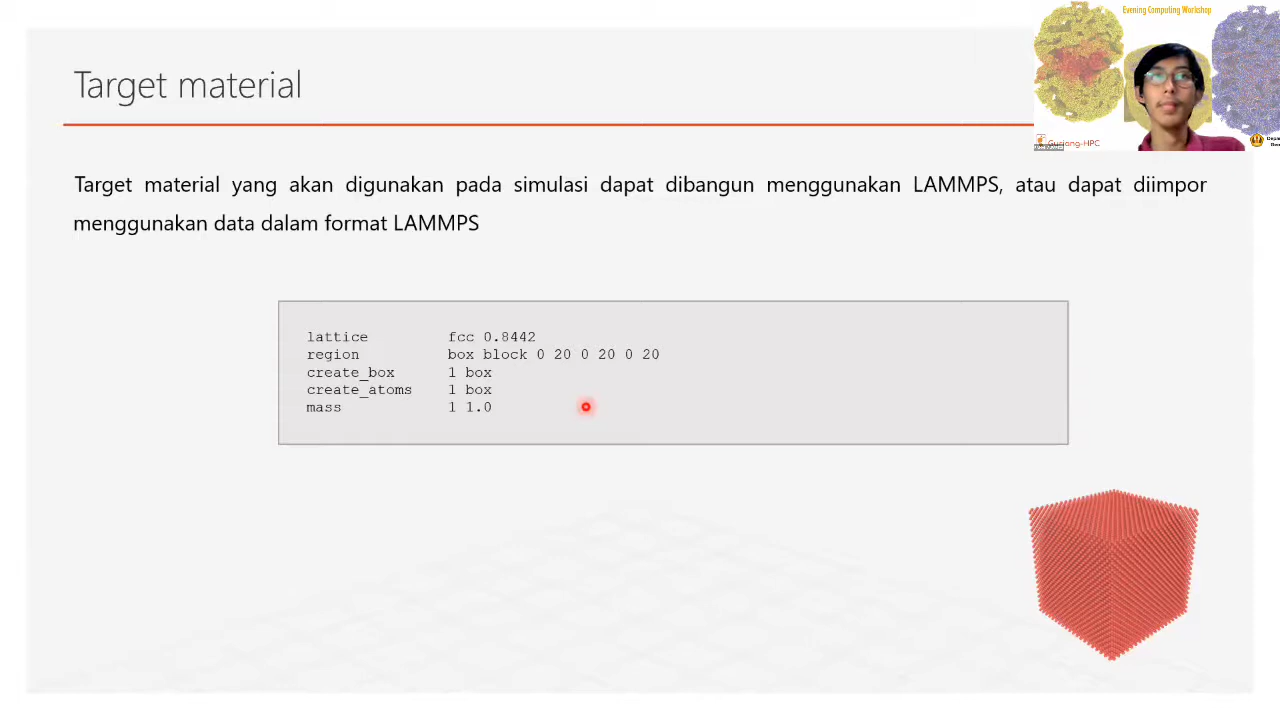 Evening Computing Workshop
Target material
Gunjang-HPC
Target material yang akan digunakan pada simulasi dapat dibangun menggunakan LAMMPS, atau dapat diimpor
menggunakan data dalam format LAMMPS
lattice fcc 0.8442
region box block 0 20 0 20 0 20
create_box 1 box
create_atoms 1 box
mass 1 1.0